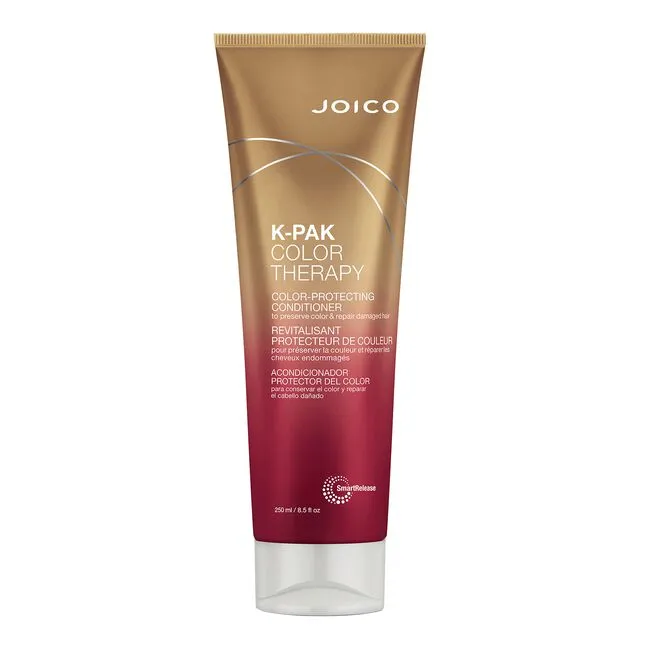 JOICO
K-PAK
COLOR
THERAPY
COLOR-PROTECTING
CONDITIONER
to preserve color & repair damaged hair
REVITALISANT
PROTECTEUR DE COULEUR
pour préserver la couleur et réparer les
cheveux endommagés
ACONDICIONADOR
PROTECTOR DEL COLOR
para conservar el color y reparar
el cabello dañado
SmartRelease
250 ml / 8.5 fl oz